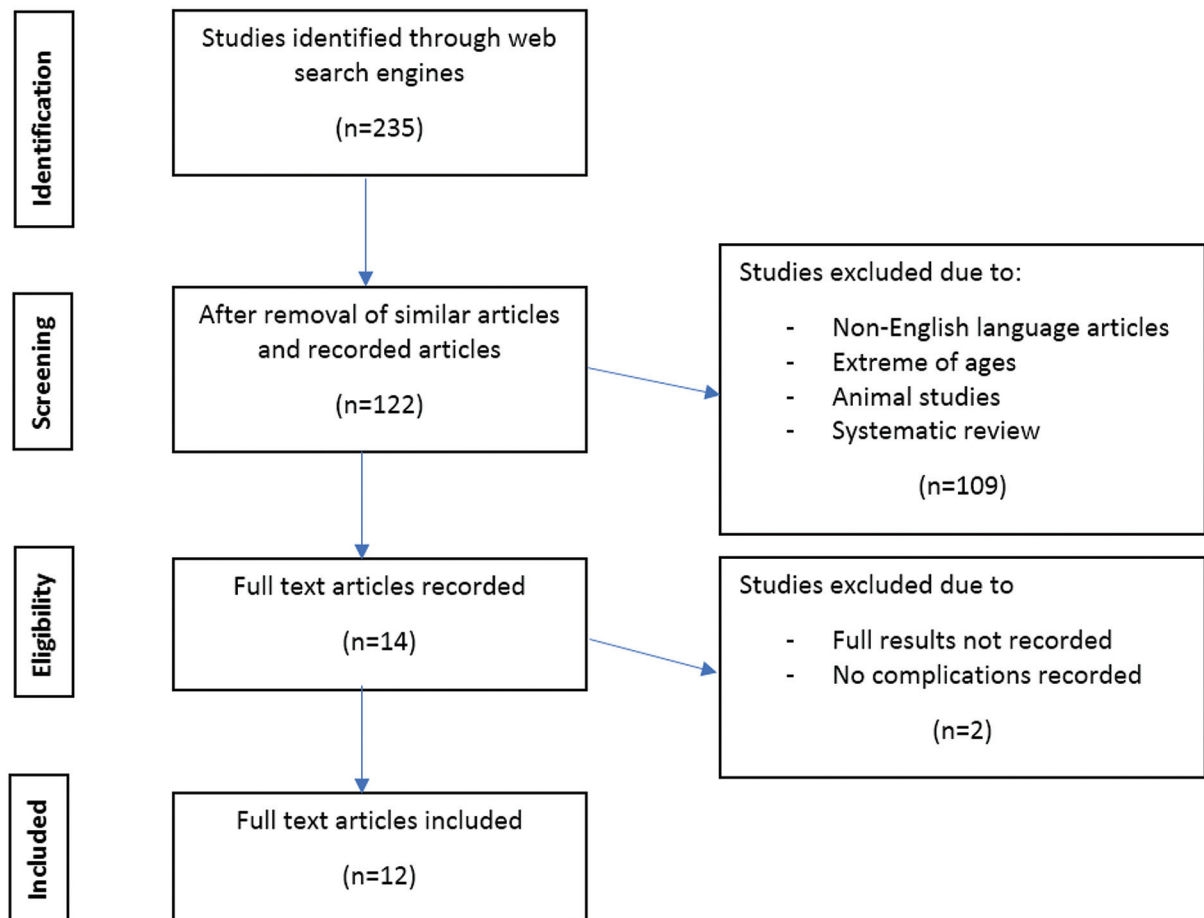 Identification
Studies identified through web
search engines
(n=235)
Screening
After removal of similar articles
and recorded articles
(n=122)
Studies excluded due to:
- Non-English language articles
- Extreme of ages
- Animal studies
- Systematic review
(n=109)
Eligibility
Full text articles recorded
(n=14)
Studies excluded due to
- Full results not recorded
- No complications recorded
(n=2)
Included
Full text articles included
(n=12)